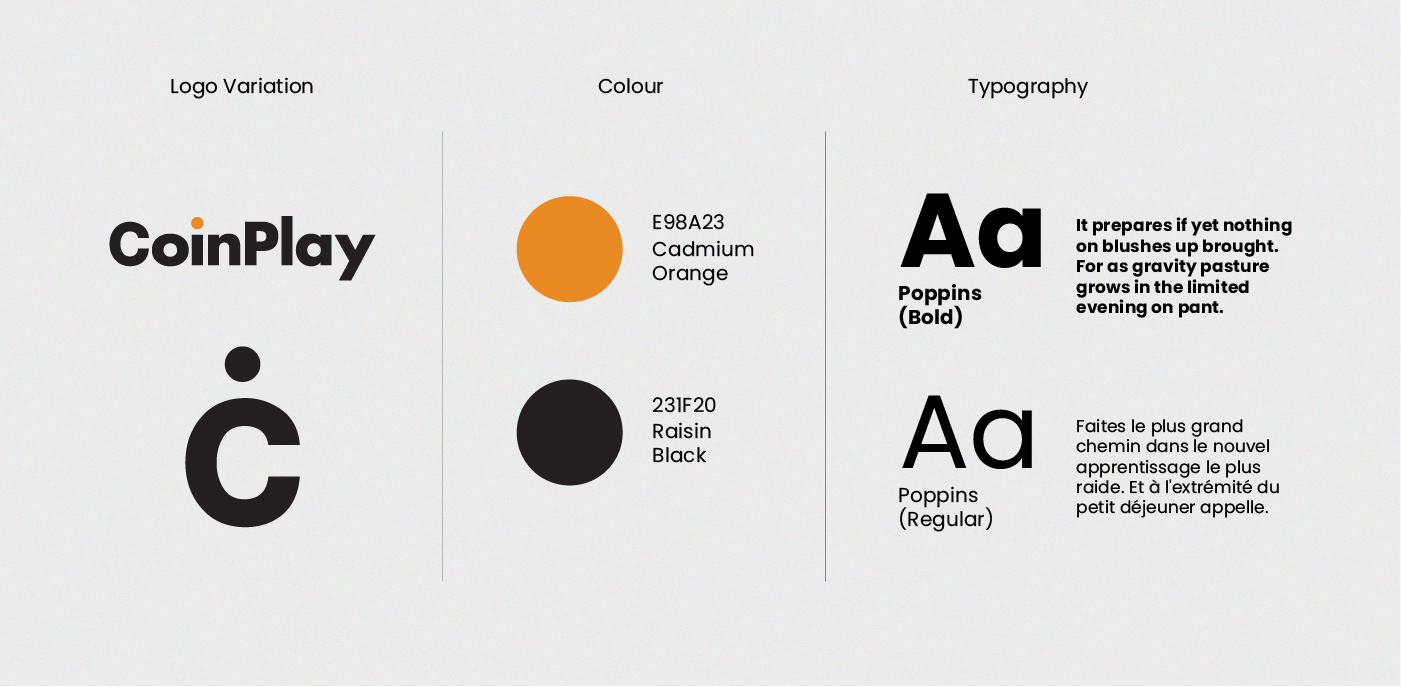 Logo Variation
Colour
Typography
CoinPlay
Ċ
E98A23
Cadmium
Orange
231F20
Raisin
Black
Aa
Poppins
(Bold)
It prepares if yet nothing
on blushes up brought.
For as gravity pasture
grows in the limited
evening on pant.
Aa
Poppins
(Regular)
Faites le plus grand
chemin dans le nouvel
apprentissage le plus
raide. Et à l'extrémité du
petit déjeuner appelle.